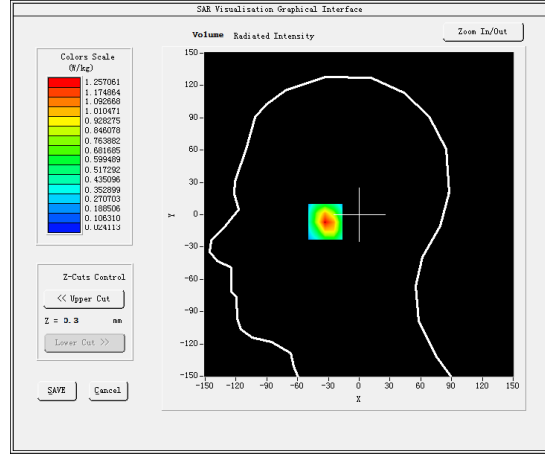 SAR Visualisation Graphical Interface
Volume Radiated Intensity
Zoom In/Out
Colors Scale
(W/kg)
1.257061
1.174864
1.092668
1.010471
0.928275
0.846078
0.763882
0.681685
0.599489
0.517292
0.435096
0.352899
0.270703
0.188506
0.106310
0.024113
Z-Cuts Control
<< Upper Cut
Z = 0.3 mm
Lower Cut >>
SAVE Cancel
150
120
90
60
30
0
-30
-60
-90
-120
-150
Y
-150 -120 -90 -60 -30 0 30 60 90 120 150
X